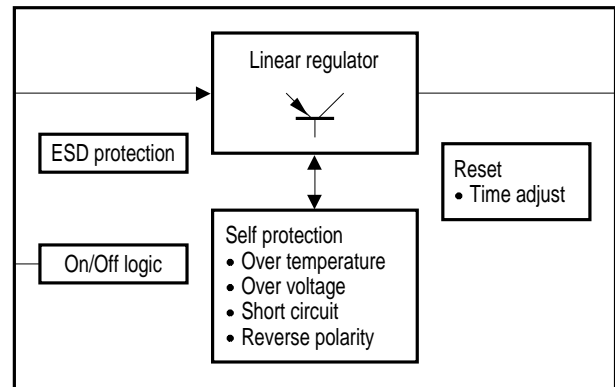 Linear regulator
ESD protection
Reset
• Time adjust
On/Off logic
Self protection
• Over temperature
• Over voltage
• Short circuit
• Reverse polarity